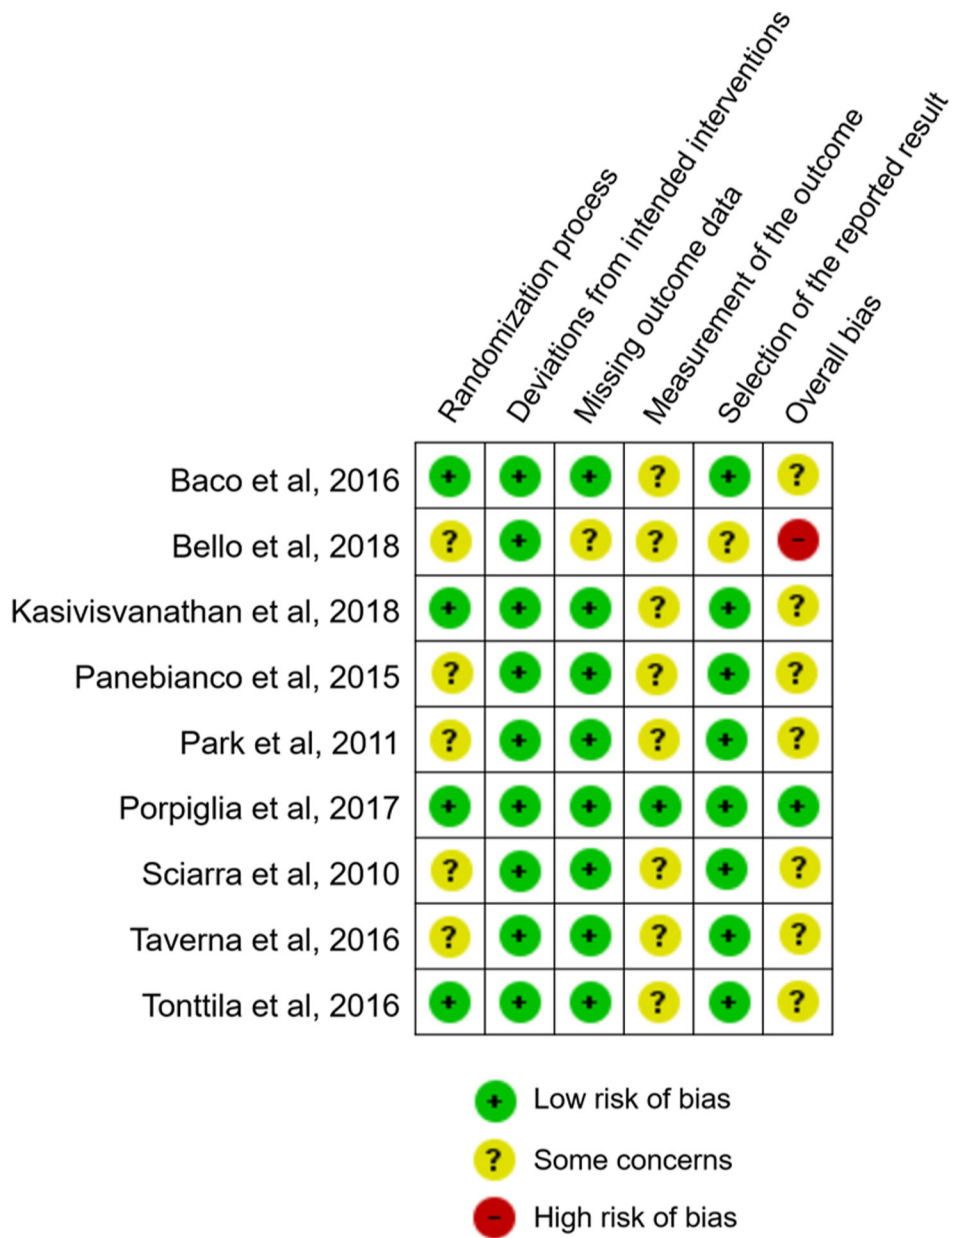 Randomization process
Deviations from intended interventions
Missing outcome data
Measurement of the outcome
Selection of the reported result
Overall bias
Baco et al, 2016 + + + ? + ?
Bello et al, 2018 ? + ? ? ? -
Kasivisvanathan et al, 2018 + + + ? + ?
Panebianco et al, 2015 ? + + ? + ?
Park et al, 2011 ? + + ? + ?
Porpiglia et al, 2017 + + + + + +
Sciarra et al, 2010 ? + + ? + ?
Taverna et al, 2016 ? + + ? + ?
Tonttila et al, 2016 + + + ? + ?
+ Low risk of bias
? Some concerns
- High risk of bias